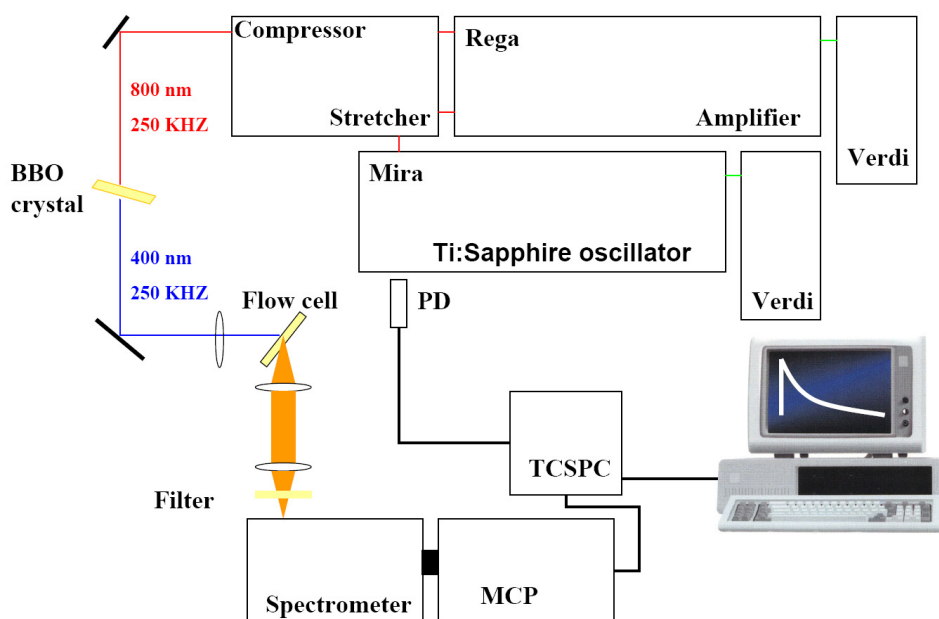 Compressor
Stretcher
Rega
Amplifier
Verdi
800 nm
250 KHZ
BBO
crystal
Mira
Ti:Sapphire oscillator
Verdi
400 nm
250 KHZ
Flow cell
PD
TCSPC
Filter
Spectrometer
MCP